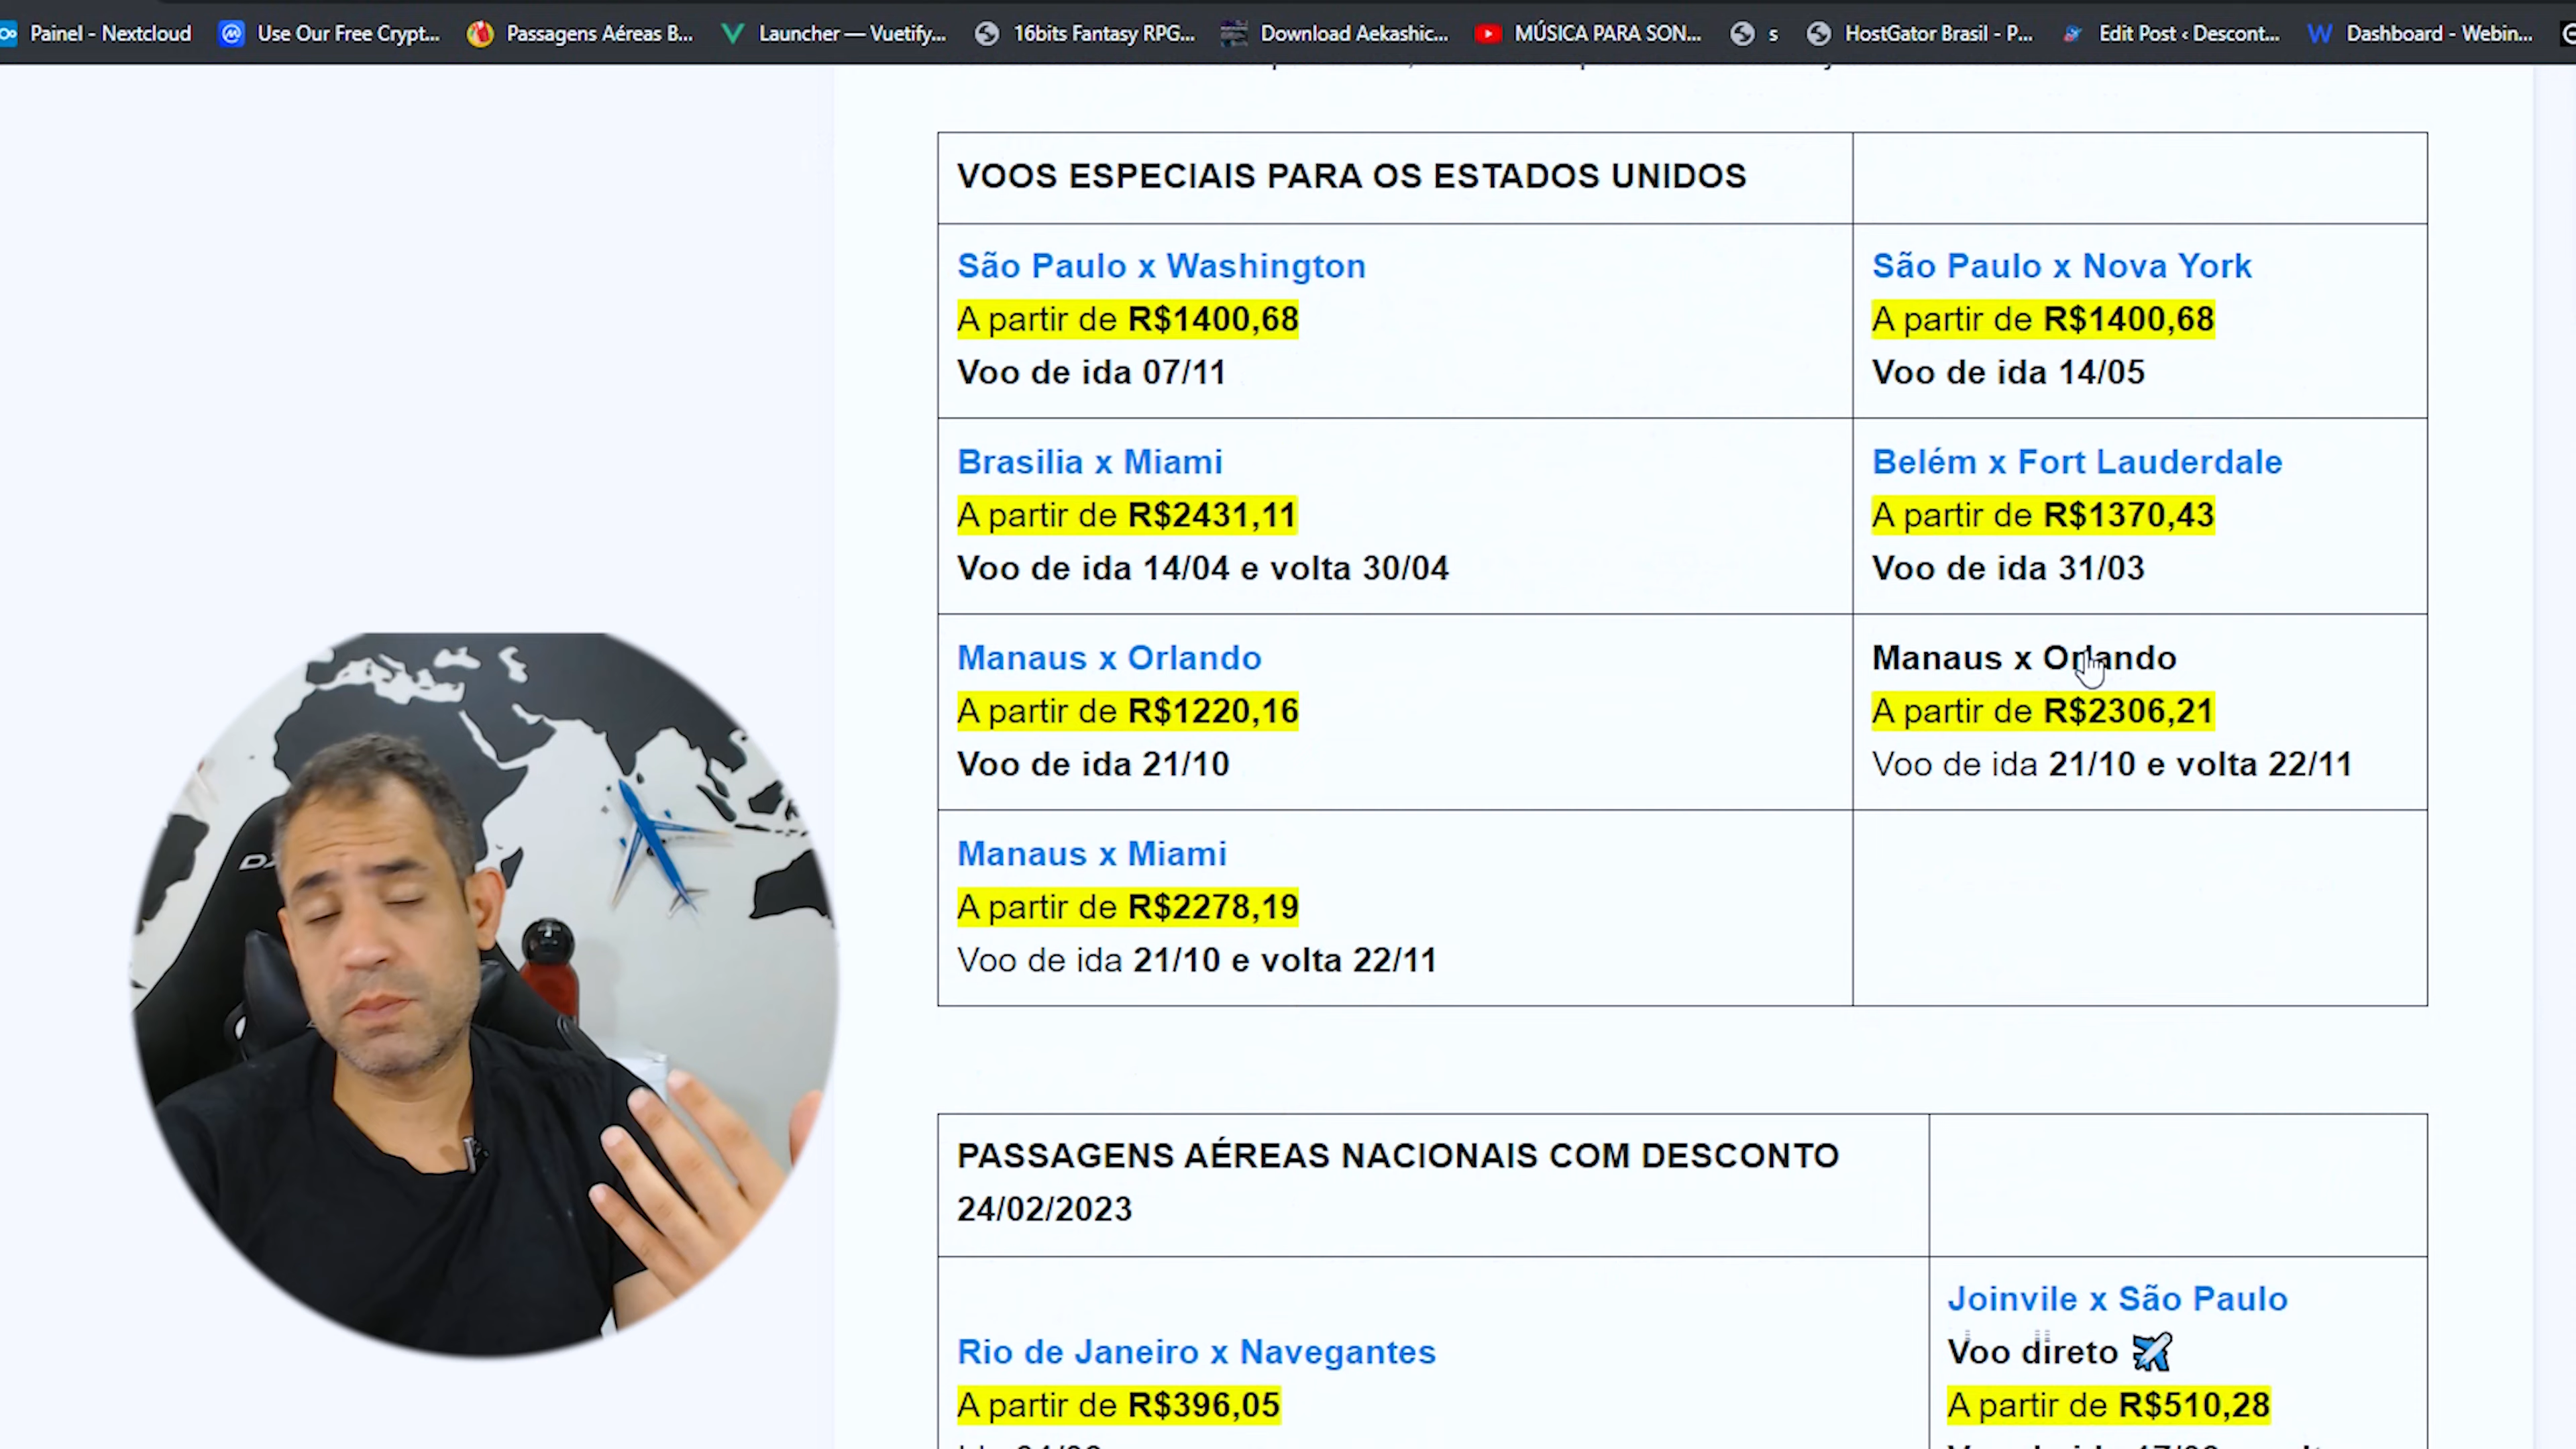 Painel - Nextcloud
Use Our Free Crypt...
Passagens Aéreas B...
Launcher — Vuetify...
16bits Fantasy RPG...
Download Aekashic...
MÚSICA PARA SON...
s
HostGator Brasil - P...
Edit Post ‹ Descont...
Dashboard - Webin...
VOOS ESPECIAIS PARA OS ESTADOS UNIDOS
São Paulo x Washington
A partir de R$1400,68
Voo de ida 07/11
São Paulo x Nova York
A partir de R$1400,68
Voo de ida 14/05
Brasilia x Miami
A partir de R$2431,11
Voo de ida 14/04 e volta 30/04
Belém x Fort Lauderdale
A partir de R$1370,43
Voo de ida 31/03
Manaus x Orlando
A partir de R$1220,16
Voo de ida 21/10
Manaus x Orlando
A partir de R$2306,21
Voo de ida 21/10 e volta 22/11
Manaus x Miami
A partir de R$2278,19
Voo de ida 21/10 e volta 22/11
PASSAGENS AÉREAS NACIONAIS COM DESCONTO
24/02/2023
Rio de Janeiro x Navegantes
A partir de R$396,05
Joinvile x São Paulo
Voo direto
A partir de R$510,28